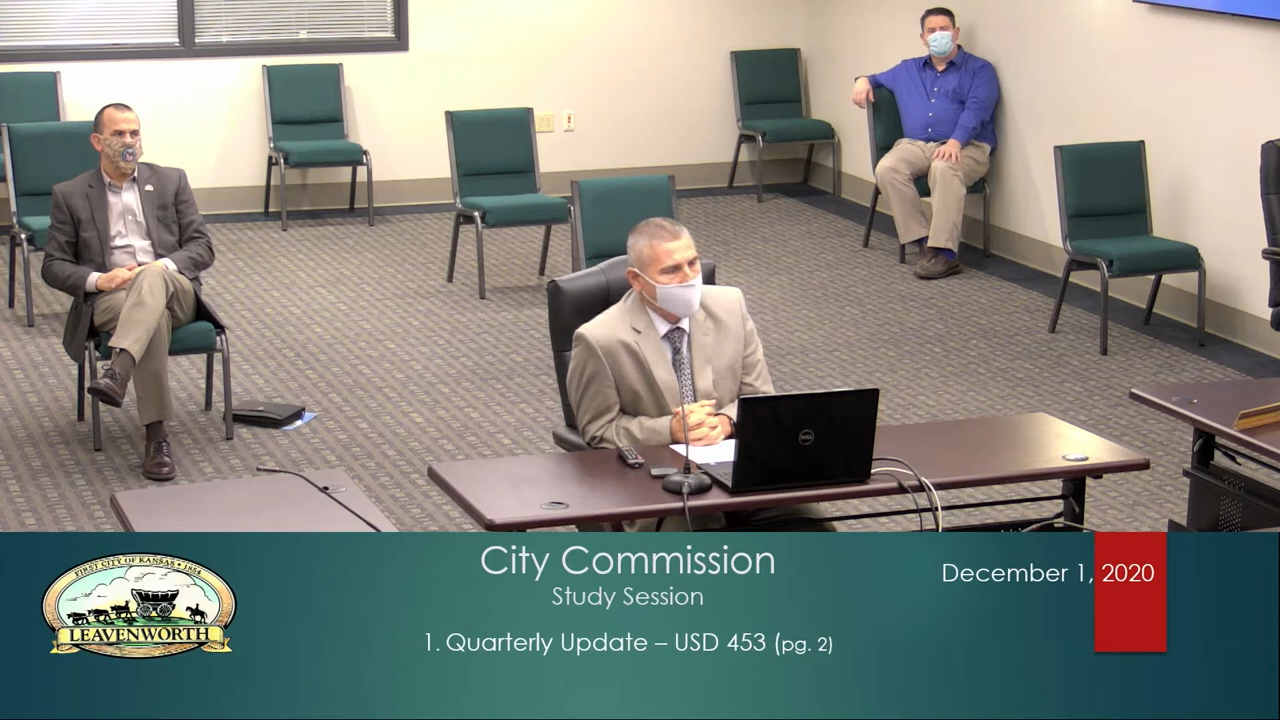 City Commission
Study Session
December 1, 2020
1. Quarterly Update – USD 453 (pg. 2)
FIRST CITY OF KANSAS • 1854
LEAVENWORTH
DELL